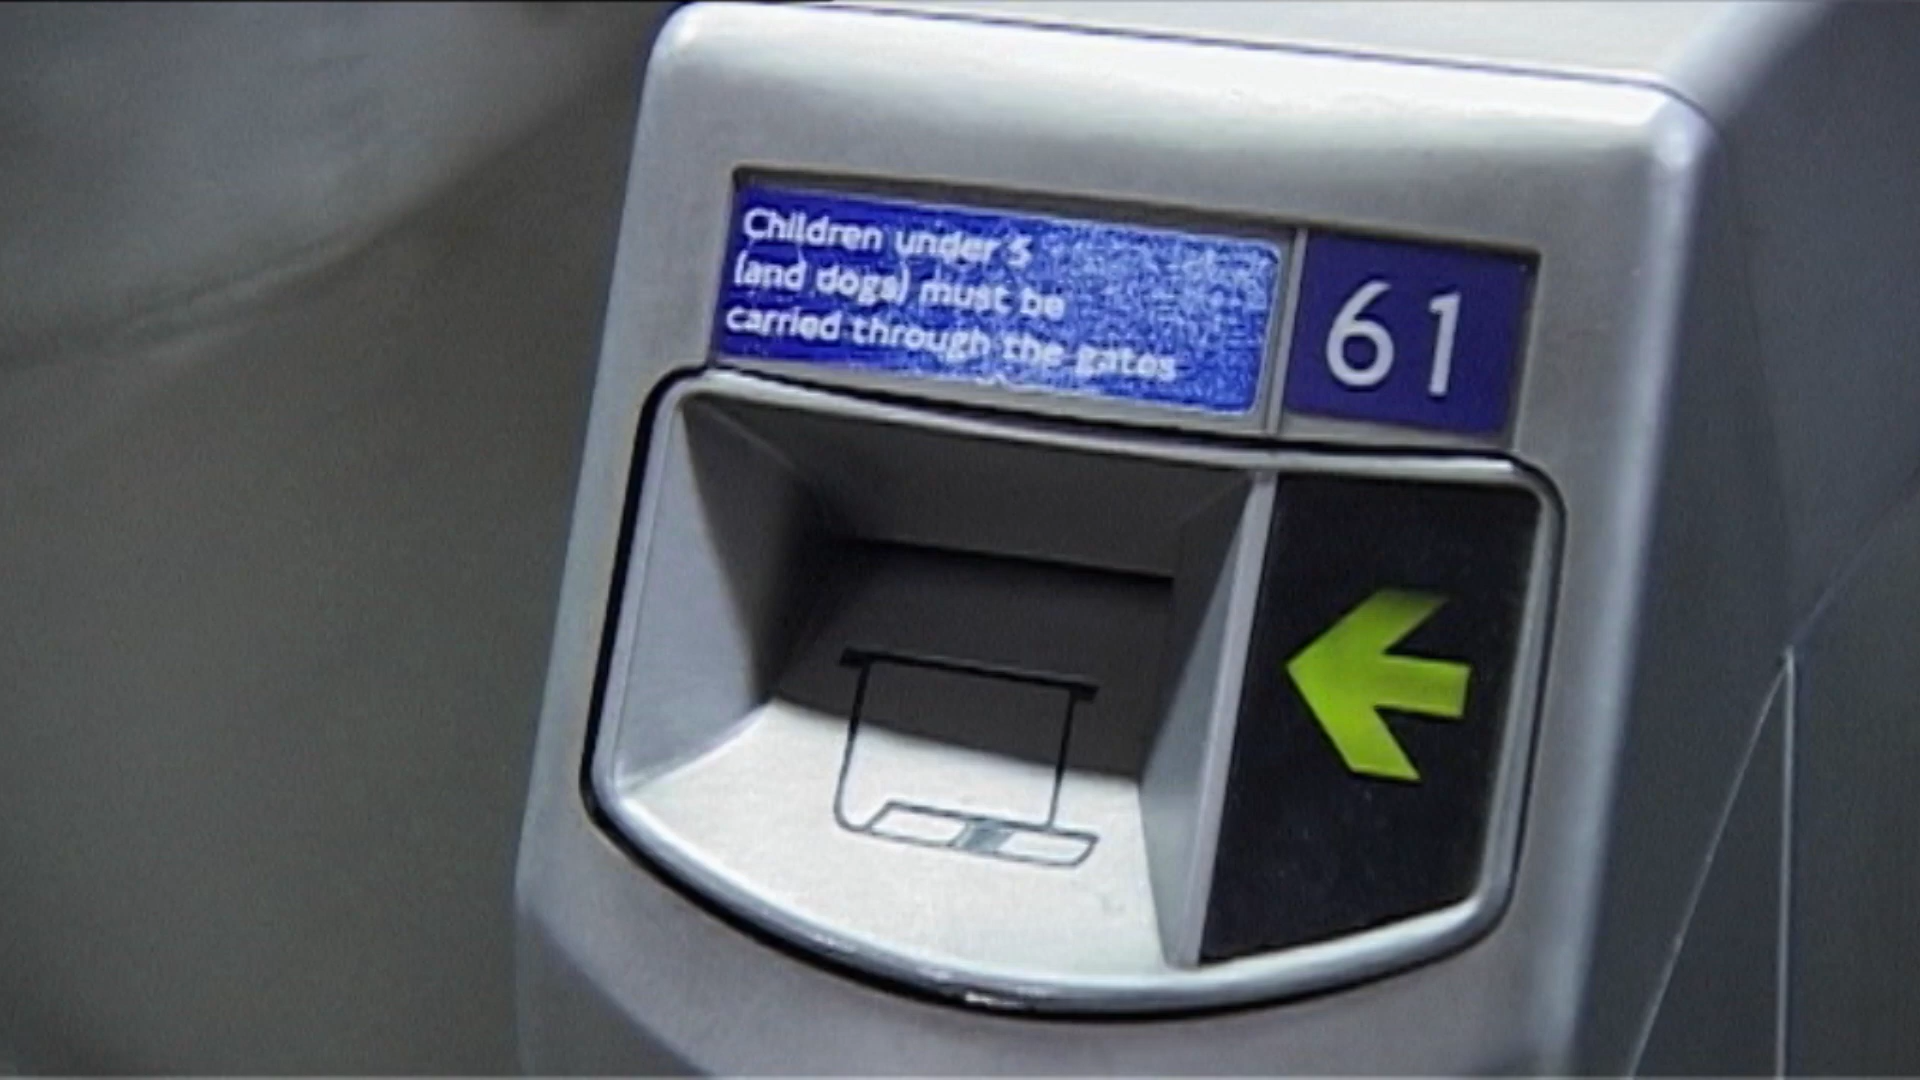 Children under 5
(and dogs) must be
carried through the gates
61